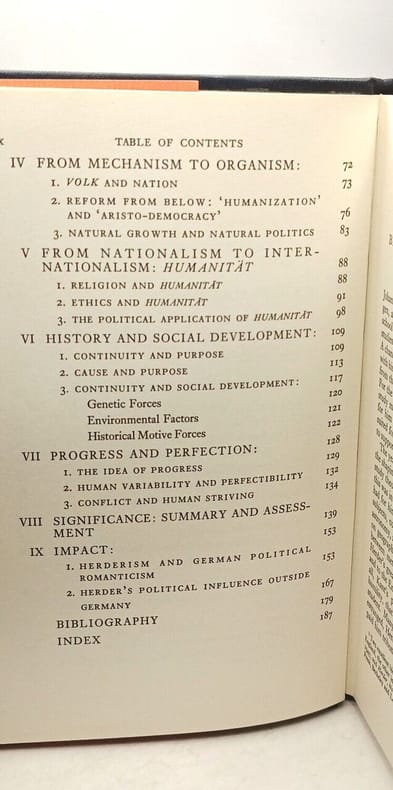 x TABLE OF CONTENTS
IV FROM MECHANISM TO ORGANISM: 72
1. VOLK AND NATION 73
2. REFORM FROM BELOW: 'HUMANIZATION'
AND 'ARISTO-DEMOCRACY' 76
3. NATURAL GROWTH AND NATURAL POLITICS 83
V FROM NATIONALISM TO INTER-
NATIONALISM: HUMANITÄT 88
1. RELIGION AND HUMANITÄT 88
2. ETHICS AND HUMANITÄT 91
3. THE POLITICAL APPLICATION OF HUMANITÄT 98
VI HISTORY AND SOCIAL DEVELOPMENT: 109
1. CONTINUITY AND PURPOSE 109
2. CAUSE AND PURPOSE 113
3. CONTINUITY AND SOCIAL DEVELOPMENT: 117
Genetic Forces 120
Environmental Factors 121
Historical Motive Forces 122
VII PROGRESS AND PERFECTION: 128
1. THE IDEA OF PROGRESS 129
2. HUMAN VARIABILITY AND PERFECTIBILITY 132
3. CONFLICT AND HUMAN STRIVING 134
VIII SIGNIFICANCE: SUMMARY AND ASSESS-
MENT 139
IX IMPACT: 153
1. HERDERISM AND GERMAN POLITICAL
ROMANTICISM 153
2. HERDER'S POLITICAL INFLUENCE OUTSIDE
GERMANY 167
BIBLIOGRAPHY 179
INDEX 187